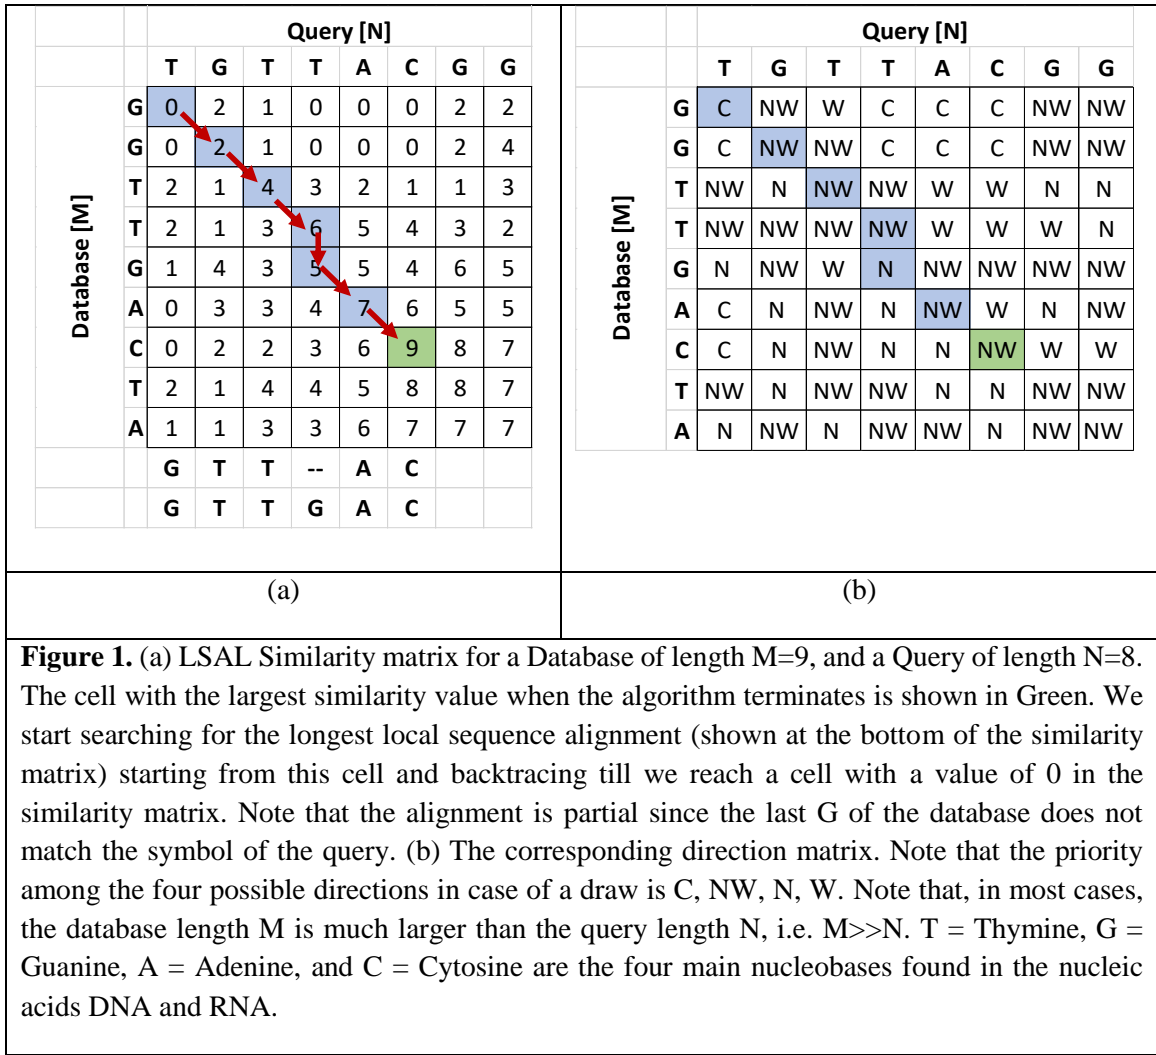 Query [N]
T G T T A C G G
Database [M]
G 0 2 1 0 0 0 2 2
G 0 2 1 0 0 0 2 4
T 2 1 4 3 2 1 1 3
T 2 1 3 6 5 4 3 2
G 1 4 3 5 5 4 6 5
A 0 3 3 4 7 6 5 5
C 0 2 2 3 6 9 8 7
T 2 1 4 4 5 8 8 7
A 1 1 3 3 6 7 7 7
G T T -- A C
G T T G A C
(a)
Query [N]
T G T T A C G G
Database [M]
G C NW W C C C NW NW
G C NW NW C C C NW NW
T NW N NW NW W W N N
T NW NW NW NW W W W N
G N NW W N NW NW NW NW
A C N NW N NW W N NW
C C N NW N N NW W W
T NW N NW NW N N NW NW
A N NW N NW NW N NW NW
(b)
Figure 1. (a) LSAL Similarity matrix for a Database of length M=9, and a Query of length N=8.
The cell with the largest similarity value when the algorithm terminates is shown in Green. We
start searching for the longest local sequence alignment (shown at the bottom of the similarity
matrix) starting from this cell and backtracing till we reach a cell with a value of 0 in the
similarity matrix. Note that the alignment is partial since the last G of the database does not
match the symbol of the query. (b) The corresponding direction matrix. Note that the priority
among the four possible directions in case of a draw is C, NW, N, W. Note that, in most cases,
the database length M is much larger than the query length N, i.e. M>>N. T = Thymine, G =
Guanine, A = Adenine, and C = Cytosine are the four main nucleobases found in the nucleic
acids DNA and RNA.